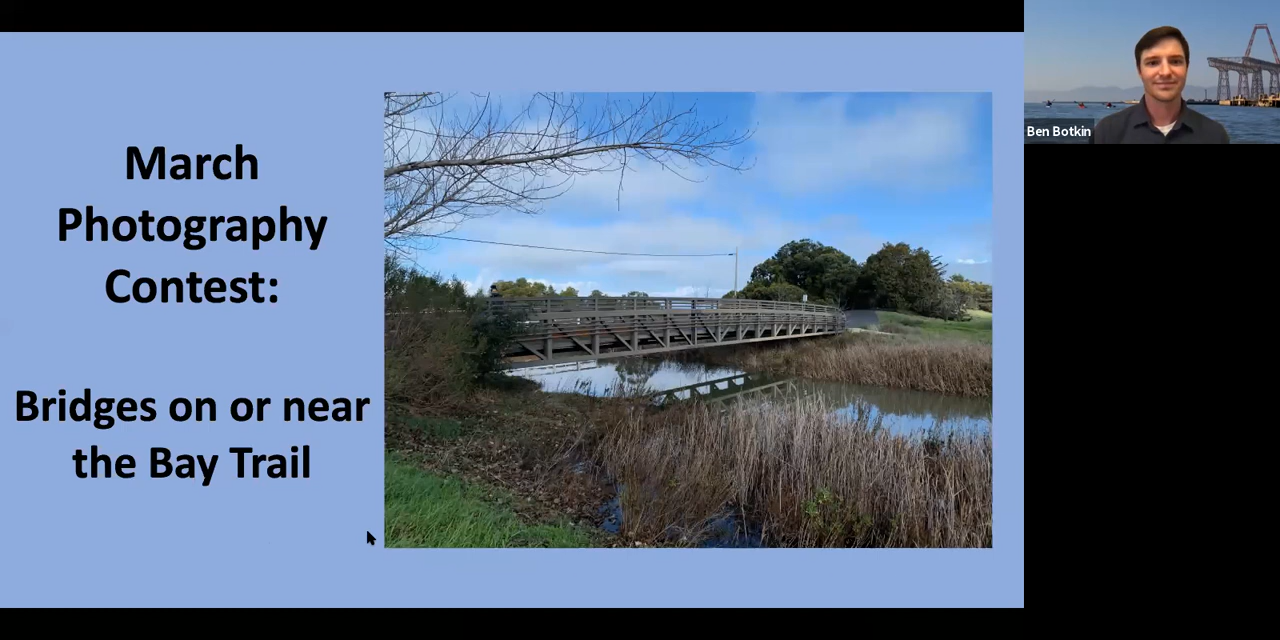 March
Photography
Contest:
Bridges on or near
the Bay Trail
Ben Botkin